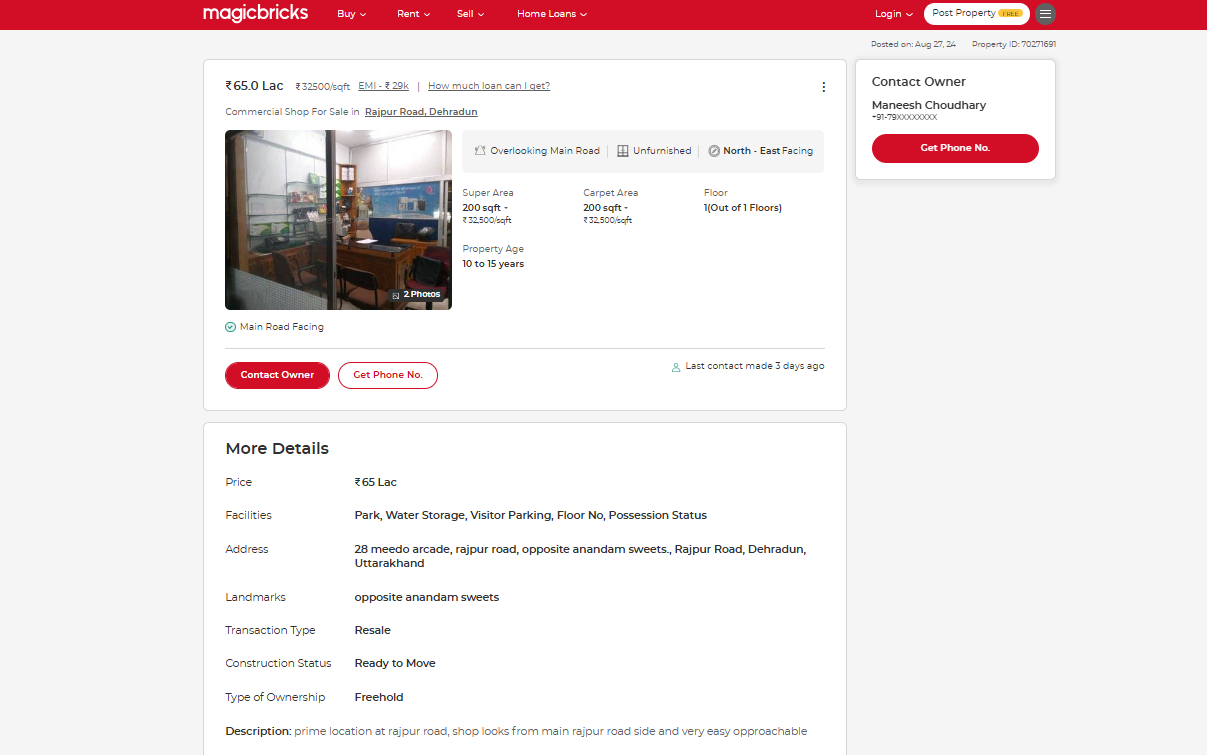 magicbricks Buy Rent Sell Home Loans Login Post Property FREE
Posted on: Aug 27, 24 Property ID: 70271691
₹65.0 Lac ₹32500/sqft EMI - ₹ 29k | How much loan can I get?
Commercial Shop For Sale in Rajpur Road, Dehradun
Overlooking Main Road Unfurnished North - East Facing
Super Area Carpet Area Floor
200 sqft 200 sqft 1(Out of 1 Floors)
₹32,500/sqft ₹32,500/sqft
Property Age
10 to 15 years
2 Photos
Main Road Facing
Contact Owner Get Phone No. Last contact made 3 days ago
Contact Owner
Maneesh Choudhary
+91-79XXXXXXXX
Get Phone No.
More Details
Price ₹65 Lac
Facilities Park, Water Storage, Visitor Parking, Floor No, Possession Status
Address 28 meedo arcade, rajpur road, opposite anandam sweets., Rajpur Road, Dehradun,
Uttarakhand
Landmarks opposite anandam sweets
Transaction Type Resale
Construction Status Ready to Move
Type of Ownership Freehold
Description: prime location at rajpur road, shop looks from main rajpur road side and very easy opproachable